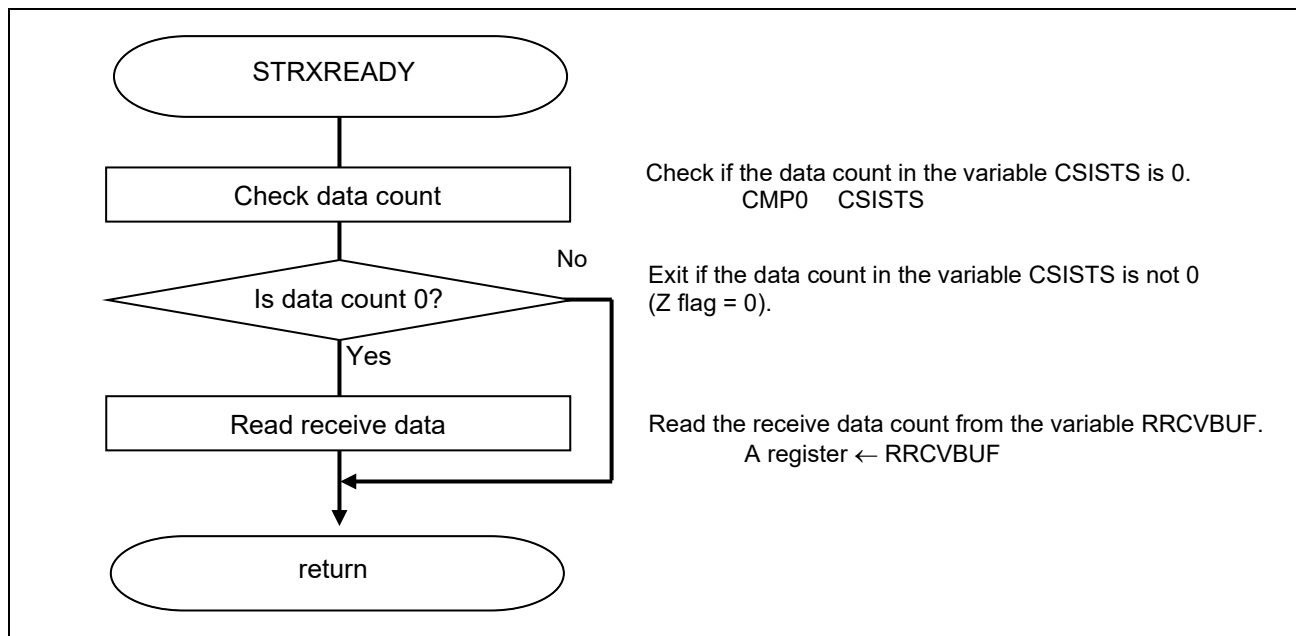 STRXREADY
Check data count
Check if the data count in the variable CSISTS is 0.
CMP0 CSISTS
Is data count 0?
No
Yes
Exit if the data count in the variable CSISTS is not 0
(Z flag = 0).
Read receive data
Read the receive data count from the variable RRCVBUF.
A register ← RRCVBUF
return